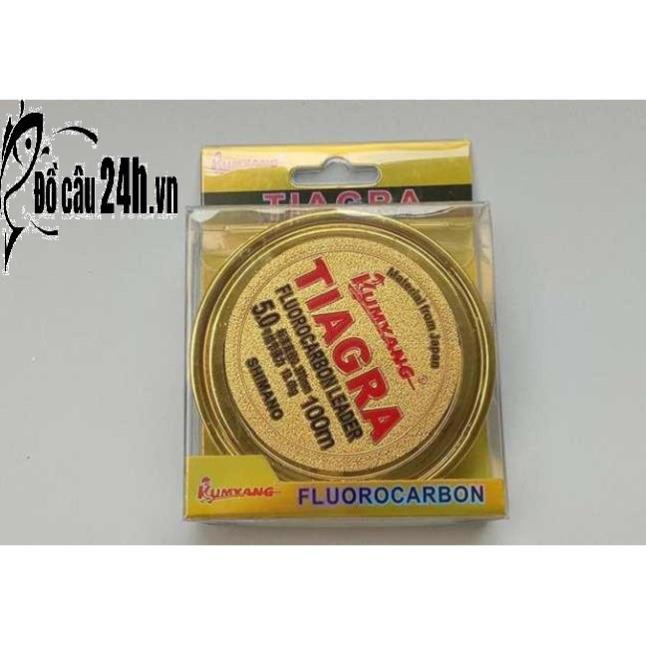 Đồ câu 24h.vn
KUMYANG
TIAGRA
Material from Japan
KUMYANG
TIAGRA
FLUOROCARBON LEADER
5.0
100m
SHIMANO
KUMYANG
FLUOROCARBON